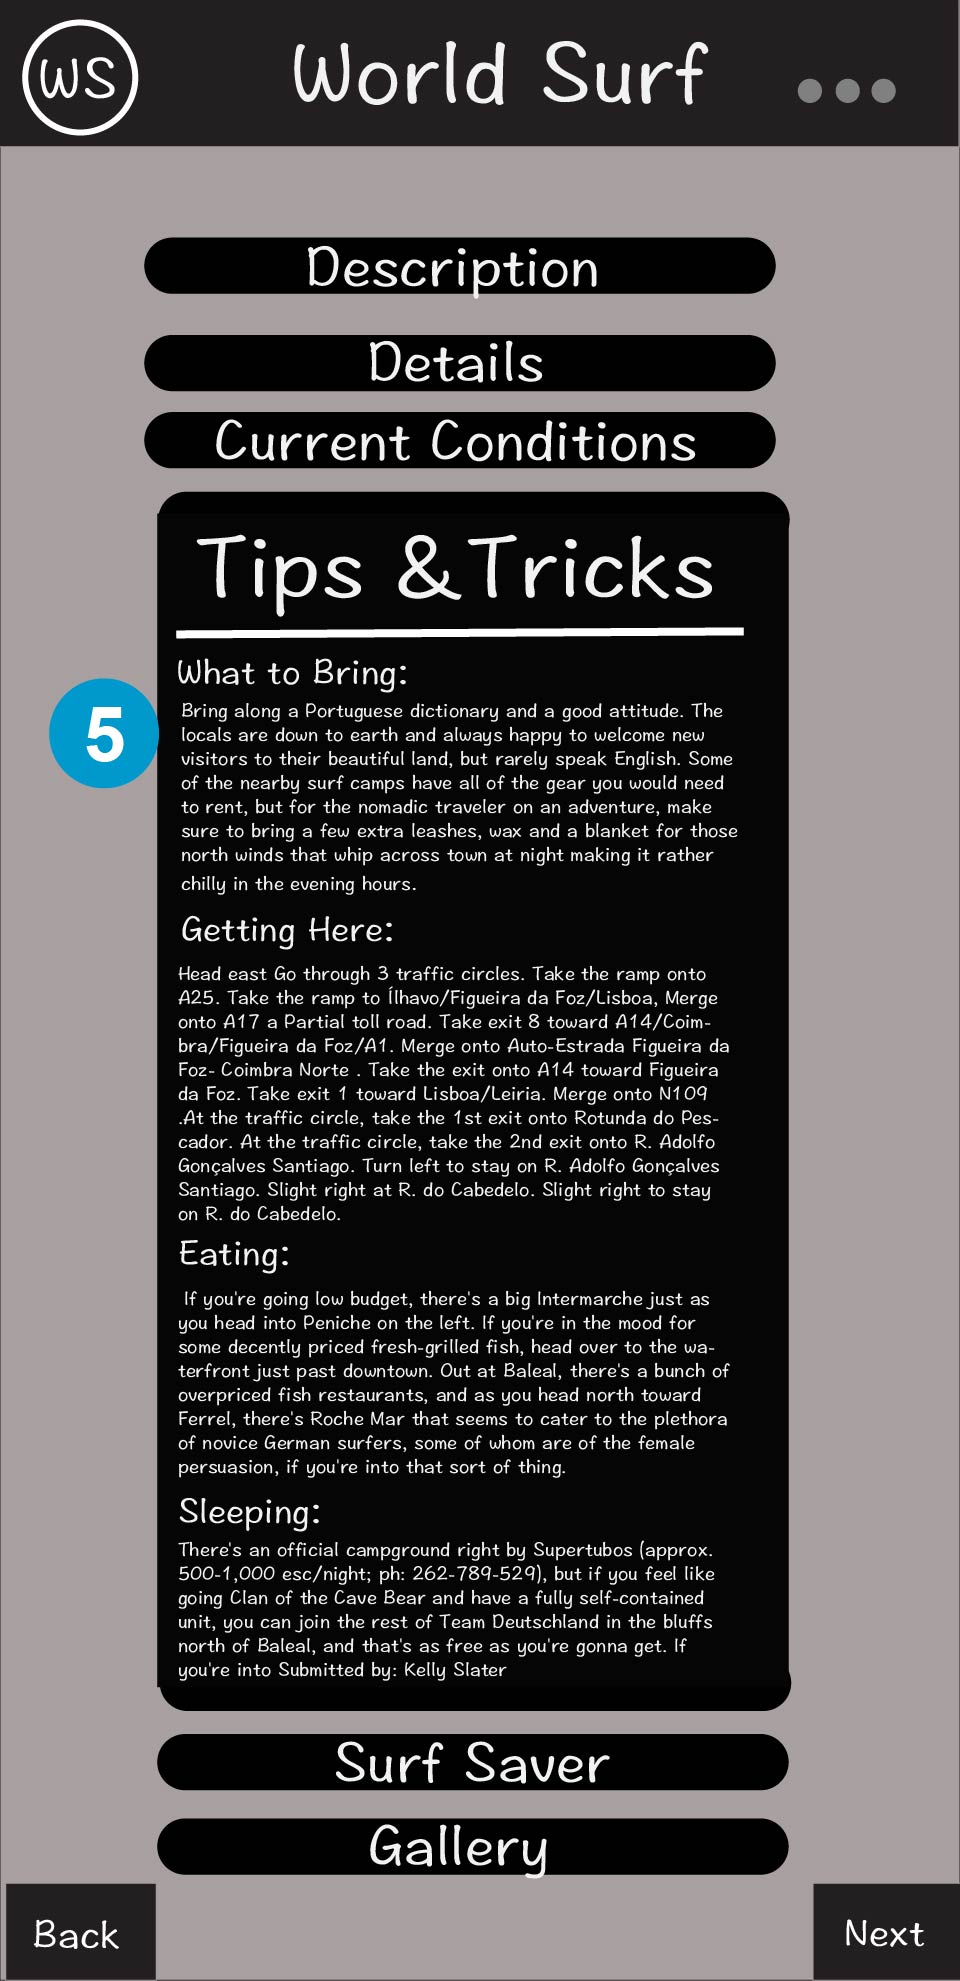 WS
World Surf
Description
Details
Current Conditions
Tips &Tricks
What to Bring:
5
Bring along a Portuguese dictionary and a good attitude. The
locals are down to earth and always happy to welcome new
visitors to their beautiful land, but rarely speak English. Some
of the nearby surf camps have all of the gear you would need
to rent, but for the nomadic traveler on an adventure, make
sure to bring a few extra leashes, wax and a blanket for those
north winds that whip across town at night making it rather
chilly in the evening hours.
Getting Here:
Head east Go through 3 traffic circles. Take the ramp onto
A25. Take the ramp to Ílhavo/Figueira da Foz/Lisboa, Merge
onto A17 a Partial toll road. Take exit 8 toward A14/Coim-
bra/Figueira da Foz/A1. Merge onto Auto-Estrada Figueira da
Foz- Coimbra Norte . Take the exit onto A14 toward Figueira
da Foz. Take exit 1 toward Lisboa/Leiria. Merge onto N109
.At the traffic circle, take the 1st exit onto Rotunda do Pes-
cador. At the traffic circle, take the 2nd exit onto R. Adolfo
Gonçalves Santiago. Turn left to stay on R. Adolfo Gonçalves
Santiago. Slight right at R. do Cabedelo. Slight right to stay
on R. do Cabedelo.
Eating:
If you're going low budget, there's a big Intermarche just as
you head into Peniche on the left. If you're in the mood for
some decently priced fresh-grilled fish, head over to the wa-
terfront just past downtown. Out at Baleal, there's a bunch of
overpriced fish restaurants, and as you head north toward
Ferrel, there's Roche Mar that seems to cater to the plethora
of novice German surfers, some of whom are of the female
persuasion, if you're into that sort of thing.
Sleeping:
There's an official campground right by Supertubos (approx.
500-1,000 esc/night; ph: 262-789-529), but if you feel like
going Clan of the Cave Bear and have a fully self-contained
unit, you can join the rest of Team Deutschland in the bluffs
north of Baleal, and that's as free as you're gonna get. If
you're into Submitted by: Kelly Slater
Surf Saver
Gallery
Back
Next